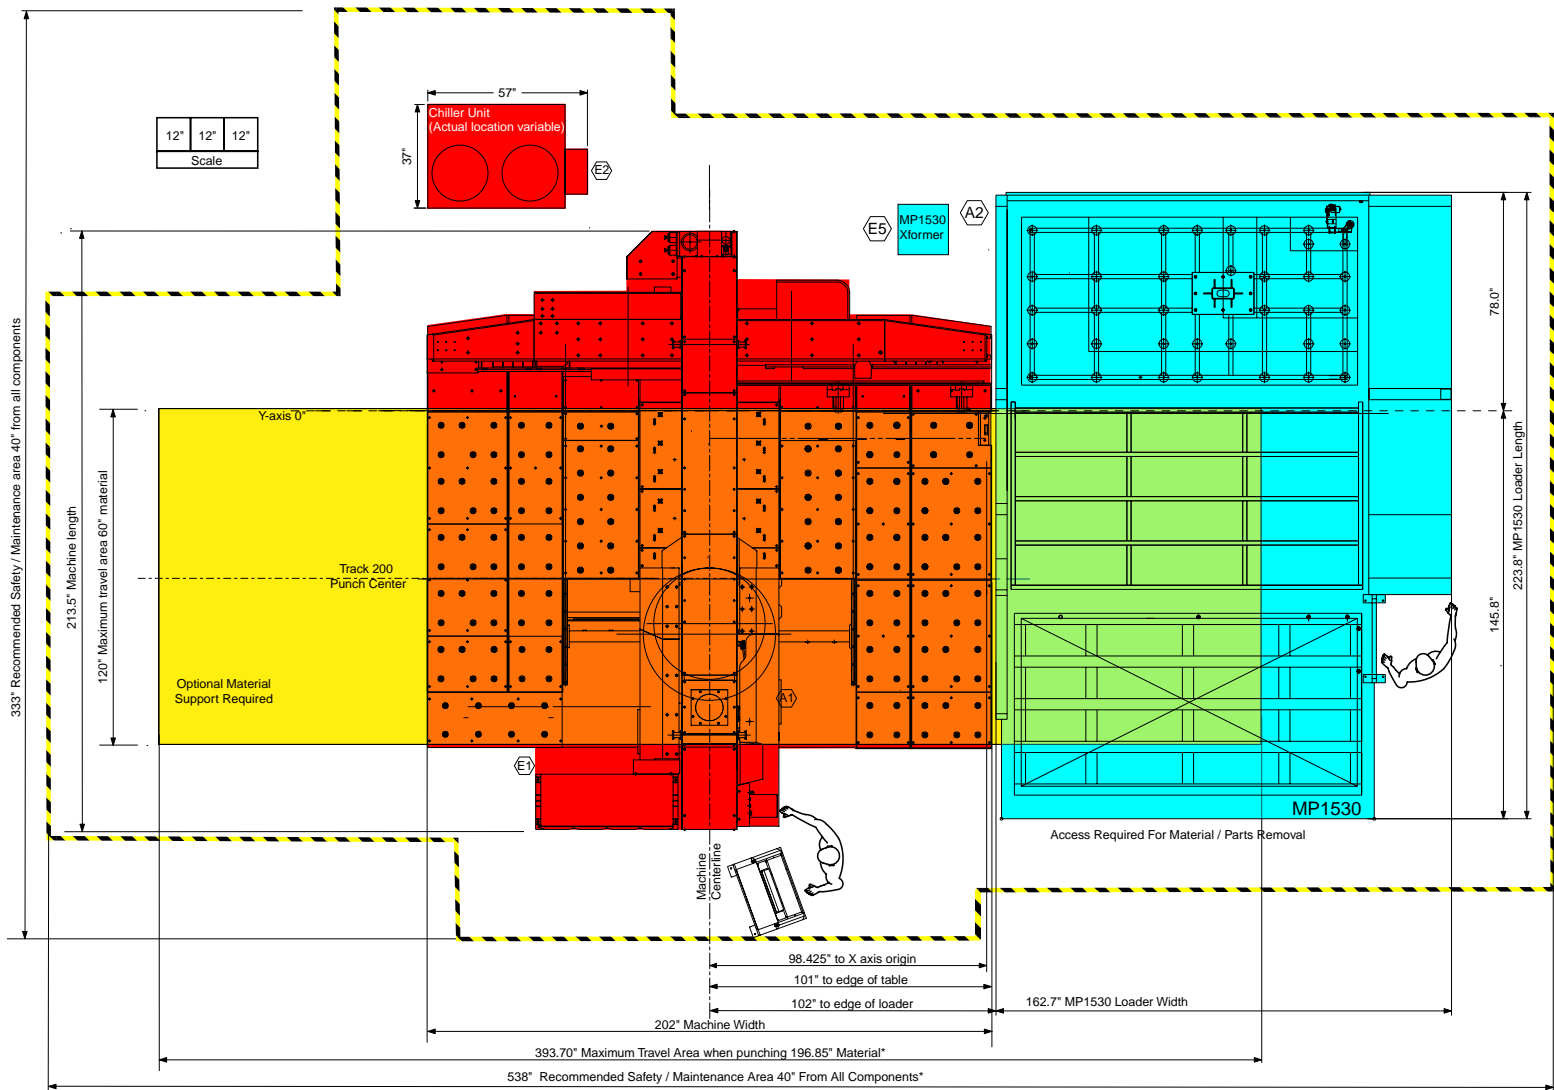 57"
Chiller Unit
(Actual location variable)
37"
E2
12" 12" 12"
Scale
E5
MP1530
Xformer
A2
78.0"
Y-axis 0"
333" Recommended Safety / Maintenance area 40" from all components
213.5" Machine length
120" Maximum travel area 60" material
Track 200
Punch Center
223.8" MP1530 Loader Length
145.8"
Optional Material
Support Required
A1
E1
MP1530
Access Required For Material / Parts Removal
Machine
Centerline
98.425" to X axis origin
101" to edge of table
102" to edge of loader
162.7" MP1530 Loader Width
202" Machine Width
393.70" Maximum Travel Area when punching 196.85" Material*
538" Recommended Safety / Maintenance Area 40" From All Components*